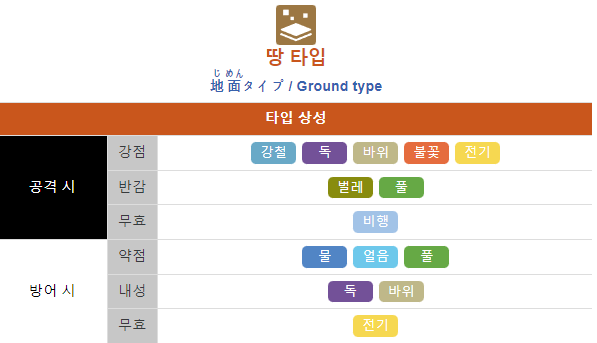 땅 타입
じめん
地面タイプ / Ground type
타입 상성
공격 시
강점 강철 독 바위 불꽃 전기
반감 벌레 풀
무효 비행
방어 시
약점 물 얼음 풀
내성 독 바위
무효 전기